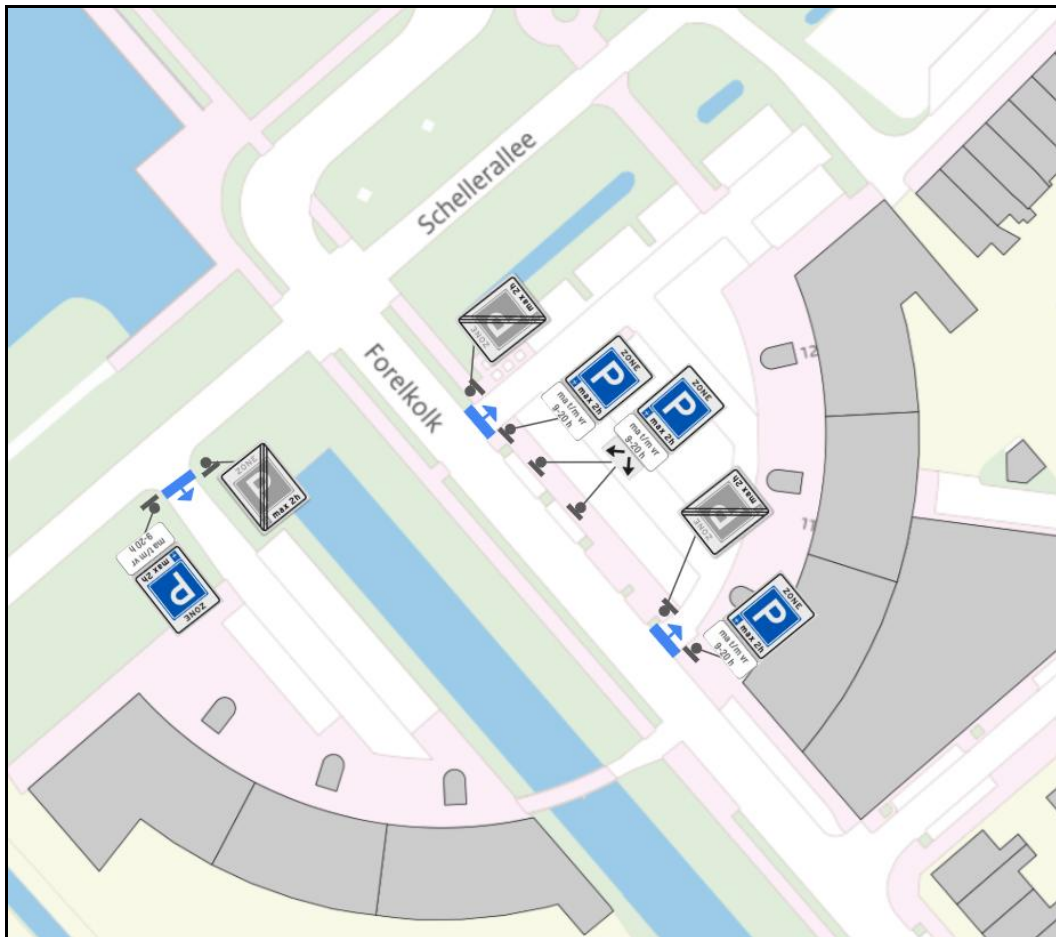 Schellerallee
Forelkolk
max 2h
P
ZONE
ZONE
P
max 2h
ma t/m vr
9-20 h
ZONE
P
max 2h
ma t/m vr
9-20 h
ZONE
P
max 2h
max 2h
P
ZONE
ma t/m vr
9-20 h
max 2h
P
ZONE
ZONE
P
max 2h
ma t/m vr
9-20 h
12
11